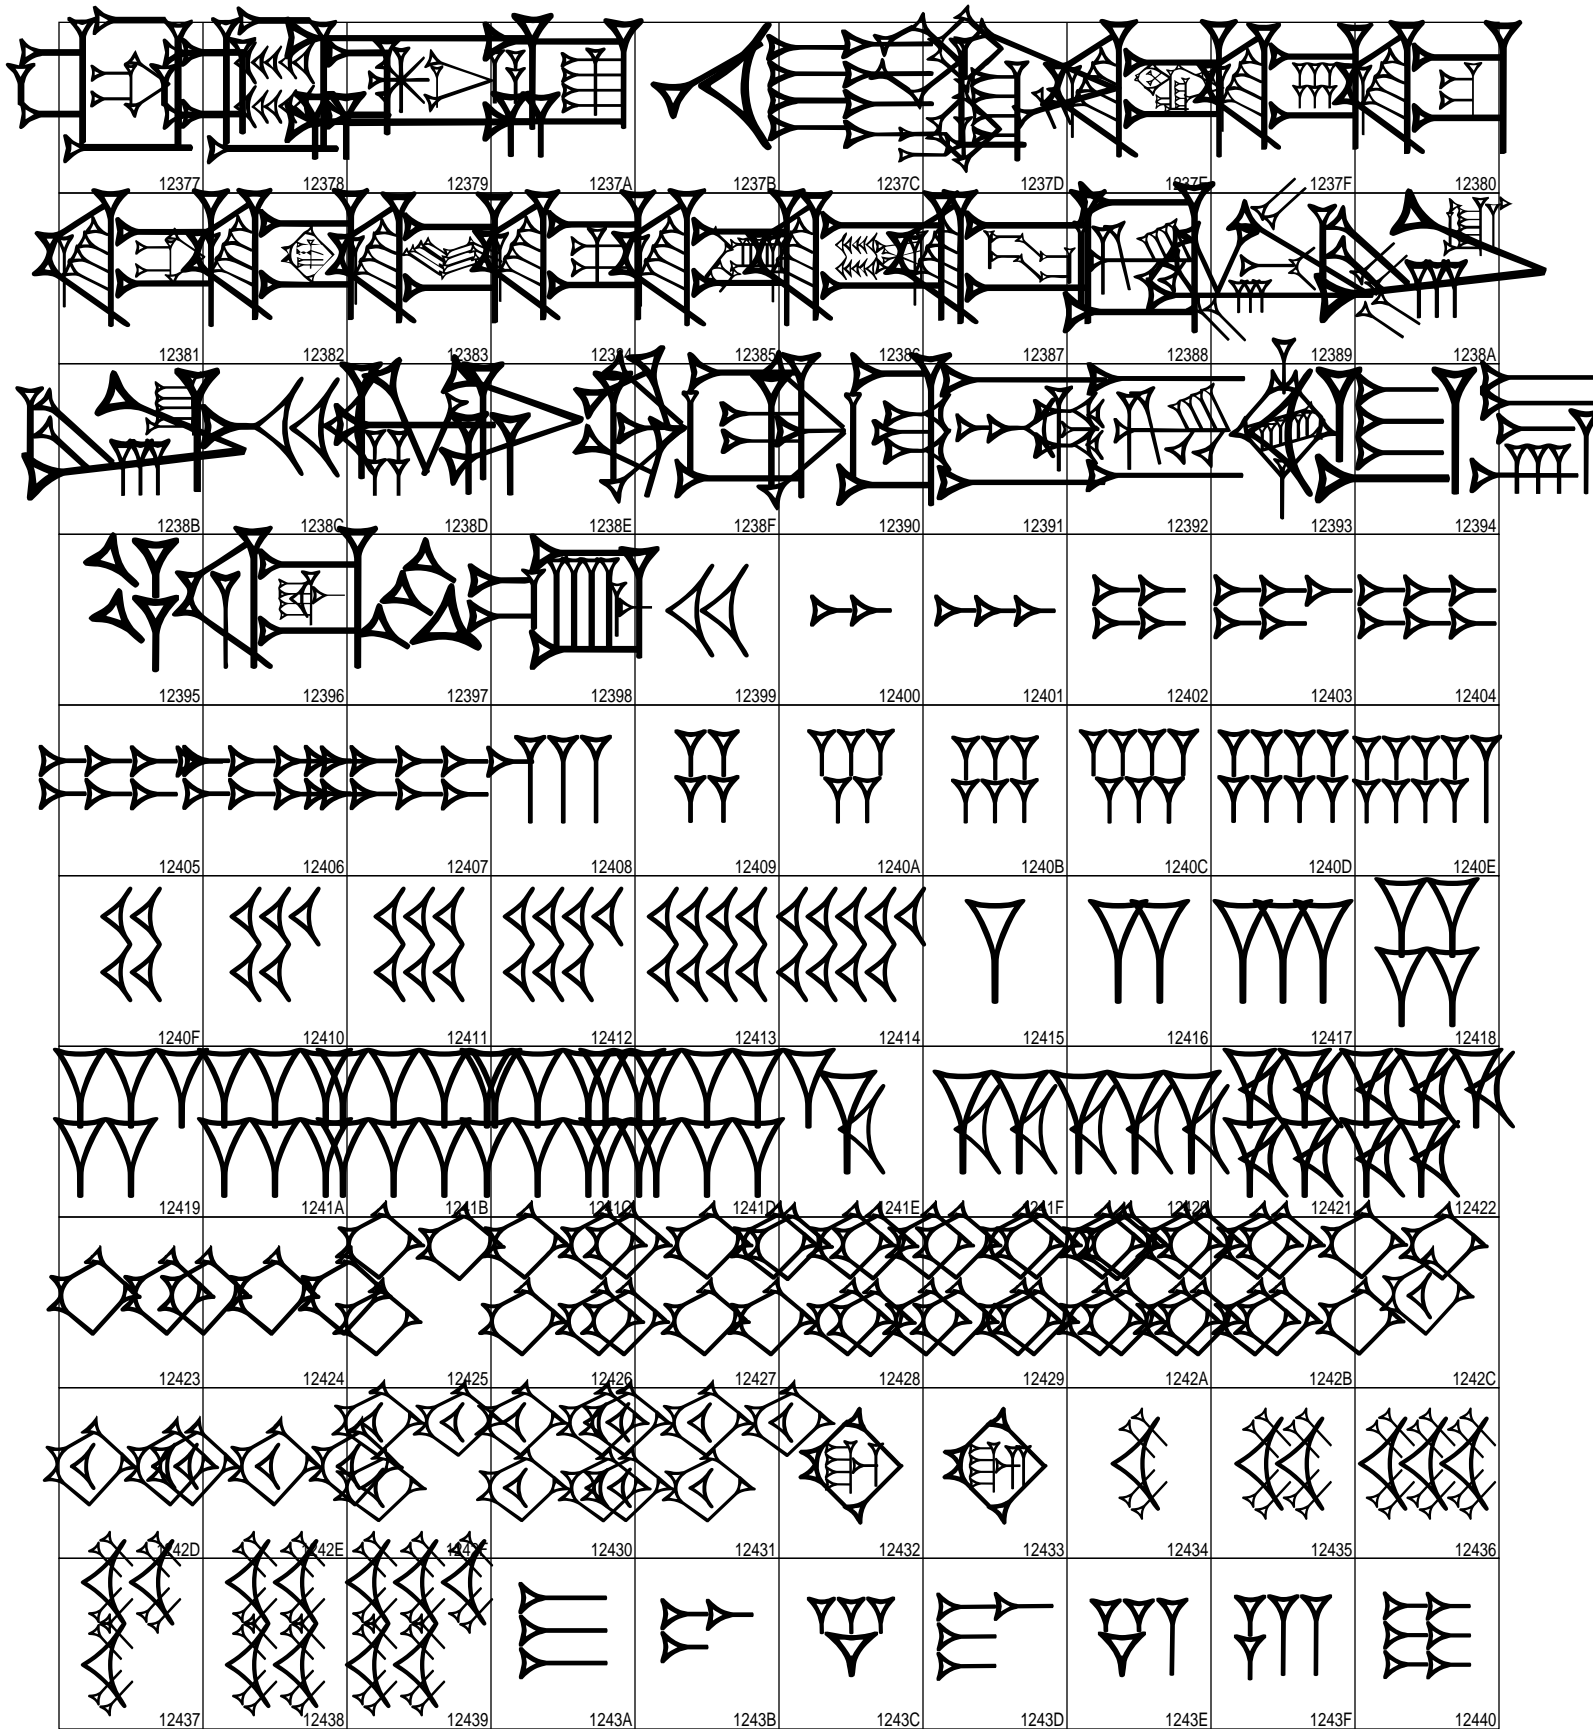 𒍷 𒍸 𒍹 𒍺 𒍻 𒍼 𒍽 𒍾 𒍿 𒎀
12377 12378 12379 1237A 1237B 1237C 1237D 1237E 1237F 12380
𒎁 𒎂 𒎃 𒎄 𒎅 𒎆 𒎇 𒎈 𒎉 𒎊
12381 12382 12383 12384 12385 12386 12387 12388 12389 1238A
𒎋 𒎌 𒎍 𒎎 𒎏 𒎐 𒎑 𒎒 𒎓 𒎔
1238B 1238C 1238D 1238E 1238F 12390 12391 12392 12393 12394
𒎕 𒎖 𒎗 𒎘 𒎙 𒐀 𒐁 𒐂 𒐃 𒐄
12395 12396 12397 12398 12399 12400 12401 12402 12403 12404
𒐅 𒐆 𒐇 𒐈 𒐉 𒐊 𒐋 𒐌 𒐍 𒐎
12405 12406 12407 12408 12409 1240A 1240B 1240C 1240D 1240E
𒐏 𒐐 𒐑 𒐒 𒐓 𒐔 𒐕 𒐖 𒐗 𒐘
1240F 12410 12411 12412 12413 12414 12415 12416 12417 12418
𒐙 𒐚 𒐛 𒐜 𒐝 𒐞 𒐟 𒐠 𒐡 𒐢
12419 1241A 1241B 1241C 1241D 1241E 1241F 12420 12421 12422
𒐣 𒐤 𒐥 𒐦 𒐧 𒐨 𒐩 𒐪 𒐫 𒐬
12423 12424 12425 12426 12427 12428 12429 1242A 1242B 1242C
𒐭 𒐮 𒐯 𒐰 𒐱 𒐲 𒐳 𒐴 𒐵 𒐶
1242D 1242E 1242F 12430 12431 12432 12433 12434 12435 12436
𒐷 𒐸 𒐹 𒐺 𒐻 𒐼 𒐽 𒐾 𒐿 𒑀
12437 12438 12439 1243A 1243B 1243C 1243D 1243E 1243F 12440